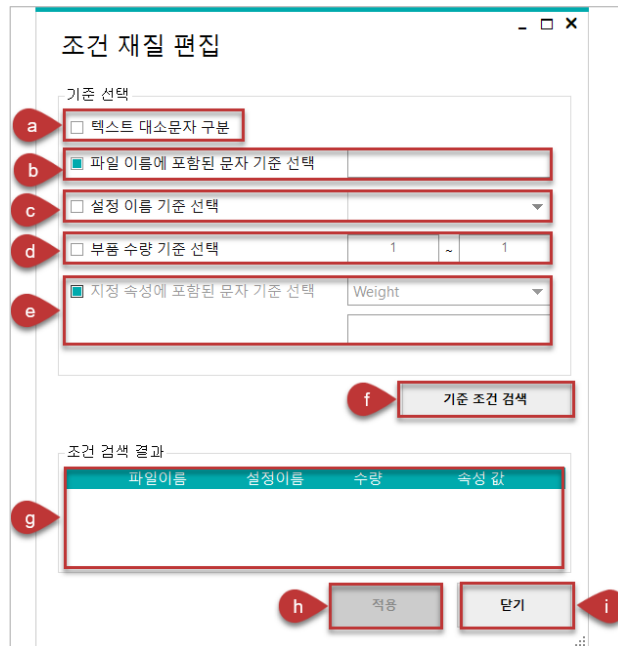 조건 재질 편집
기준 선택
a 텍스트 대소문자 구분
b 파일 이름에 포함된 문자 기준 선택
c 설정 이름 기준 선택
d 부품 수량 기준 선택 1 ~ 1
e 지정 속성에 포함된 문자 기준 선택 Weight
f 기준 조건 검색
조건 검색 결과
파일이름 설정이름 수량 속성 값
g
h 적용 닫기 i